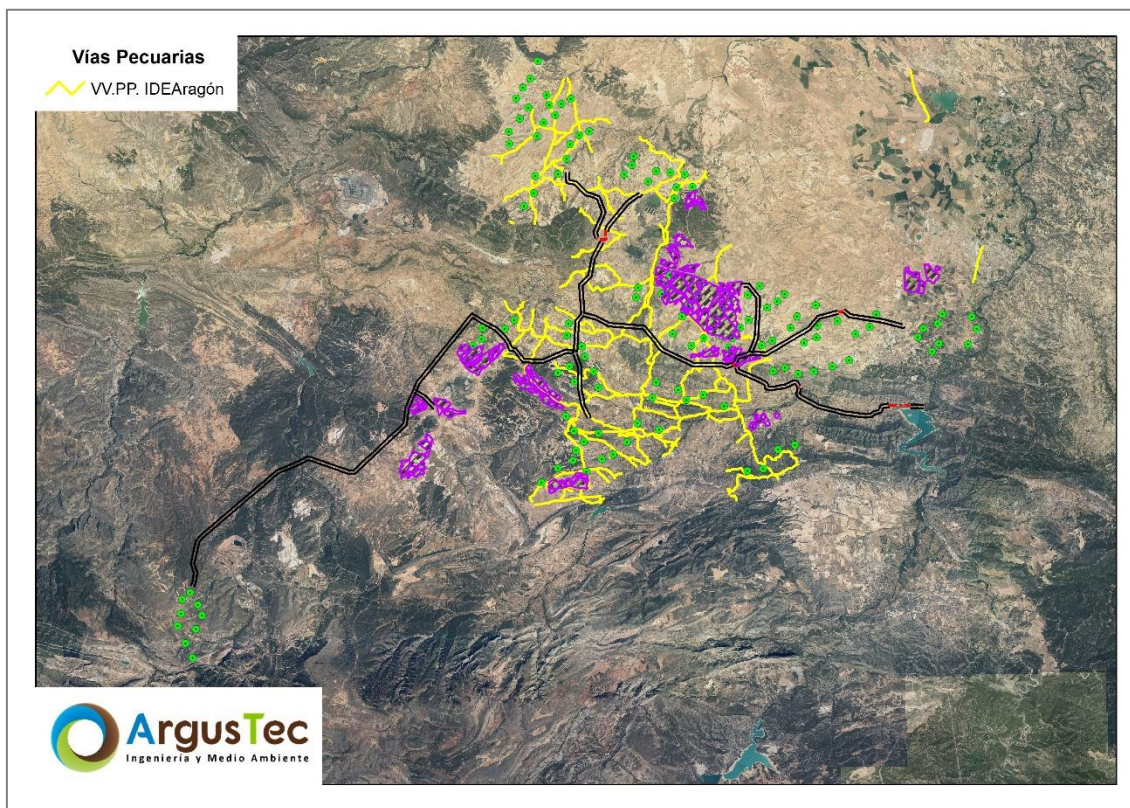 Vías Pecuarias
VV.PP. IDEAragón
ArgusTec
Ingeniería y Medio Ambiente